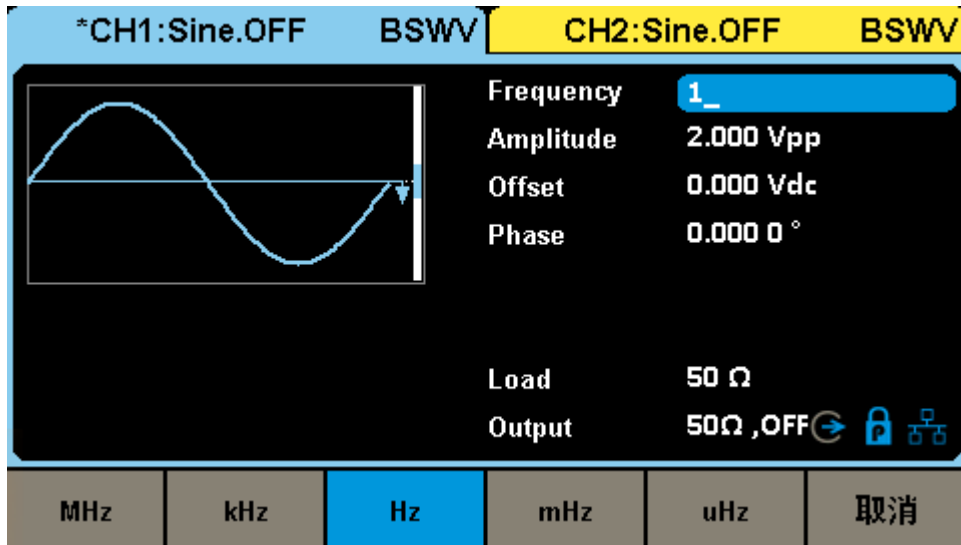 *CH1:Sine.OFF BSWV CH2:Sine.OFF BSWV
Frequency 1_
Amplitude 2.000 Vpp
Offset 0.000 Vdc
Phase 0.000 0 °
Load 50 Ω
Output 50Ω ,OFF P
MHz kHz Hz mHz uHz 取消